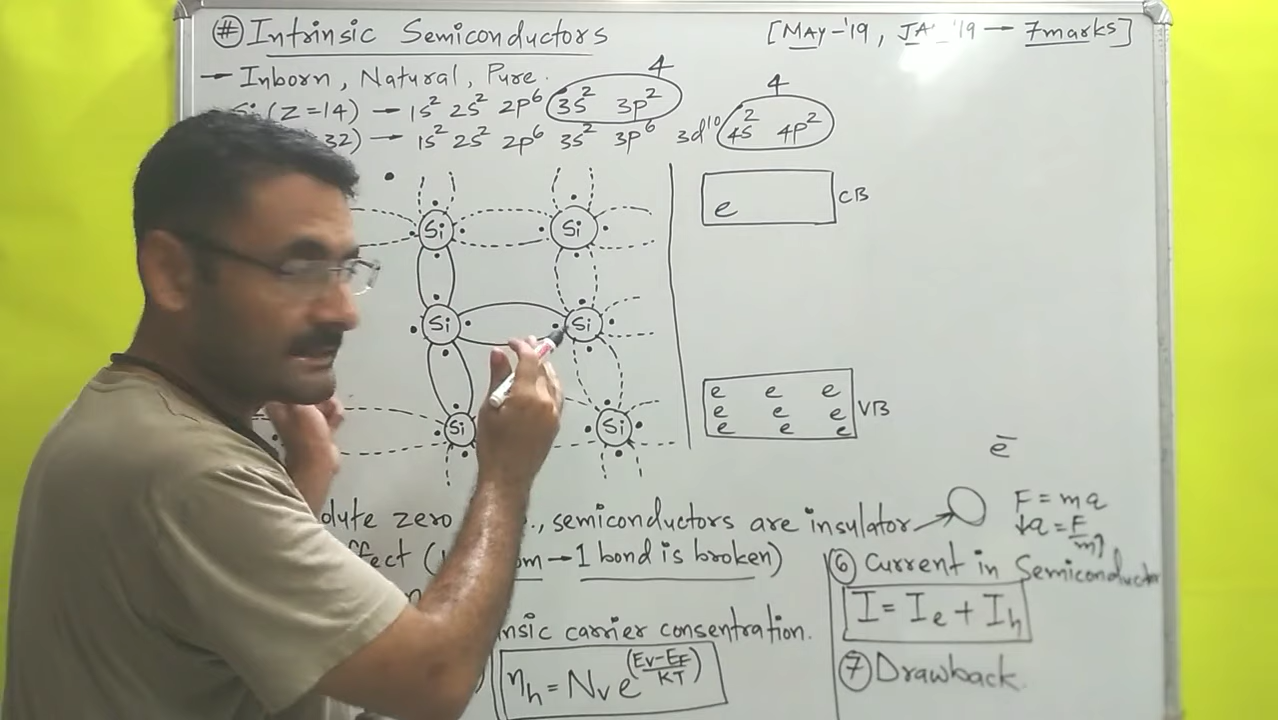 # Intrinsic Semiconductors
[MAY-'19, JA '19 → 7marks]
→ Inborn, Natural, Pure.
4
4
(Z=14) → 1s² 2s² 2p⁶ 3s² 3p²
32) → 1s² 2s² 2p⁶ 3s² 3p⁶ 3d¹⁰ 4s² 4p²
Si Si
Si Si
Si Si
e CB
e e e
e e e
e e e
VB
e̅
olute zero ., semiconductors are insulator
F = ma
↓a = F/m↑
ffect ( om → 1 bond is broken)
nsic carrier consentration.
ηh = Nv e^((Ev-EF)/KT)
⑥ Current in Semiconductor
I = Ie + Ih
⑦ Drawback.